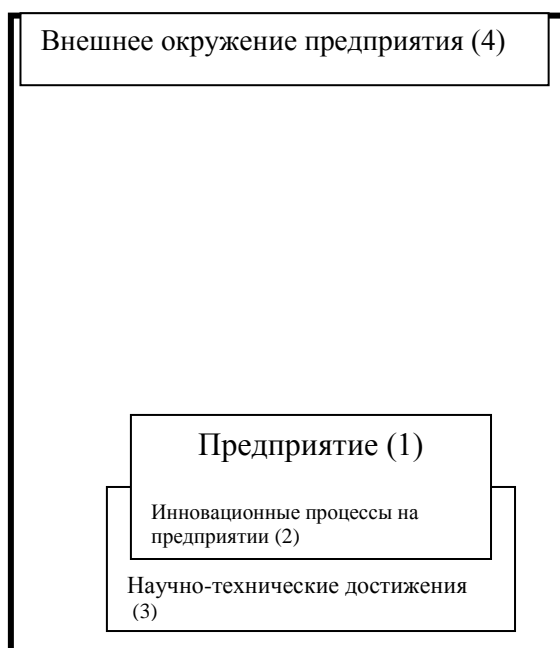 Внешнее окружение предприятия (4)
Предприятие (1)
Инновационные процессы на
предприятии (2)
Научно-технические достижения
(3)